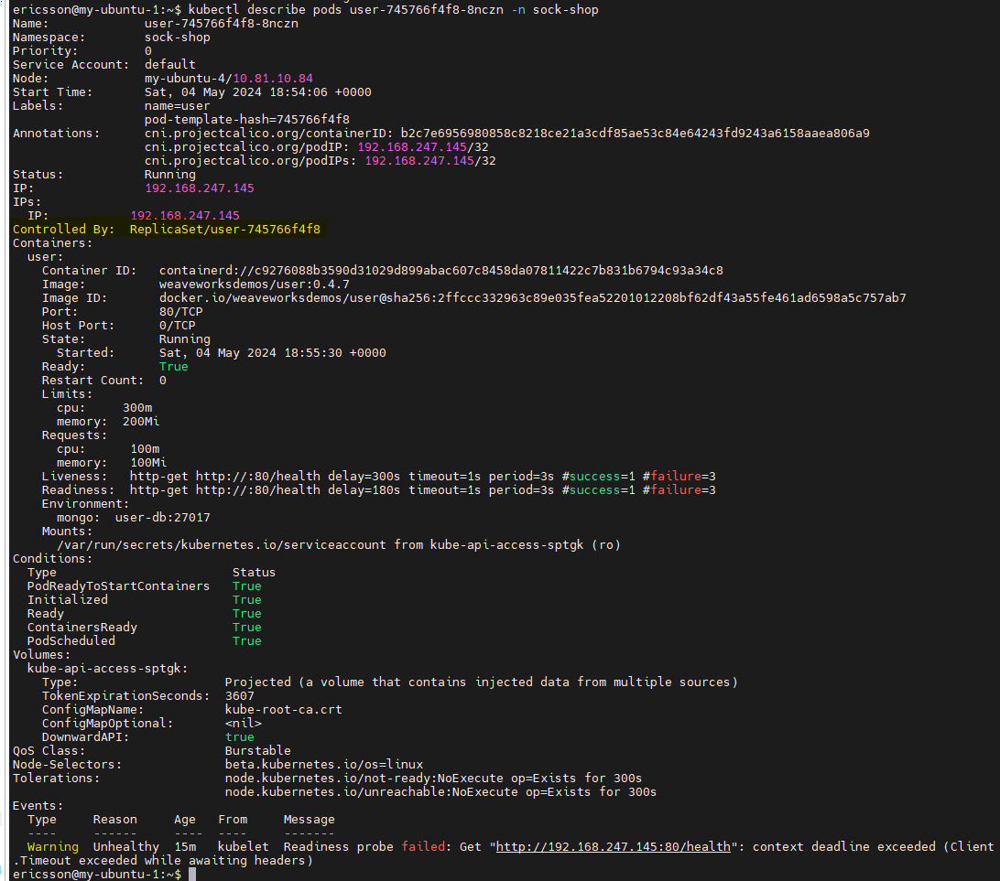 ericsson@my-ubuntu-1:~$ kubectl describe pods user-745766f4f8-8nczn -n sock-shop
Name:             user-745766f4f8-8nczn
Namespace:        sock-shop
Priority:         0
Service Account:  default
Node:             my-ubuntu-4/10.81.10.84
Start Time:       Sat, 04 May 2024 18:54:06 +0000
Labels:           name=user
                  pod-template-hash=745766f4f8
Annotations:      cni.projectcalico.org/containerID: b2c7e6956980858c8218ce21a3cdf85ae53c84e64243fd9243a6158aaea806a9
                  cni.projectcalico.org/podIP: 192.168.247.145/32
                  cni.projectcalico.org/podIPs: 192.168.247.145/32
Status:           Running
IP:               192.168.247.145
IPs:
  IP:           192.168.247.145
Controlled By:  ReplicaSet/user-745766f4f8
Containers:
  user:
    Container ID:   containerd://c9276088b3590d31029d899abac607c8458da07811422c7b831b6794c93a34c8
    Image:          weaveworksdemos/user:0.4.7
    Image ID:       docker.io/weaveworksdemos/user@sha256:2ffccc332963c89e035fea52201012208bf62df43a55fe461ad6598a5c757ab7
    Port:           80/TCP
    Host Port:      0/TCP
    State:          Running
      Started:      Sat, 04 May 2024 18:55:30 +0000
    Ready:          True
    Restart Count:  0
    Limits:
      cpu:     300m
      memory:  200Mi
    Requests:
      cpu:      100m
      memory:   100Mi
    Liveness:   http-get http://:80/health delay=300s timeout=1s period=3s #success=1 #failure=3
    Readiness:  http-get http://:80/health delay=180s timeout=1s period=3s #success=1 #failure=3
    Environment:
      mongo:  user-db:27017
    Mounts:
      /var/run/secrets/kubernetes.io/serviceaccount from kube-api-access-sptgk (ro)
Conditions:
  Type                        Status
  PodReadyToStartContainers   True
  Initialized                 True
  Ready                       True
  ContainersReady             True
  PodScheduled                True
Volumes:
  kube-api-access-sptgk:
    Type:                    Projected (a volume that contains injected data from multiple sources)
    TokenExpirationSeconds:  3607
    ConfigMapName:           kube-root-ca.crt
    ConfigMapOptional:       <nil>
    DownwardAPI:             true
QoS Class:                   Burstable
Node-Selectors:              beta.kubernetes.io/os=linux
Tolerations:                 node.kubernetes.io/not-ready:NoExecute op=Exists for 300s
                             node.kubernetes.io/unreachable:NoExecute op=Exists for 300s
Events:
  Type     Reason     Age   From     Message
  ----     ------     ----  ----     -------
  Warning  Unhealthy  15m   kubelet  Readiness probe failed: Get "http://192.168.247.145:80/health": context deadline exceeded (Client
.Timeout exceeded while awaiting headers)
ericsson@my-ubuntu-1:~$